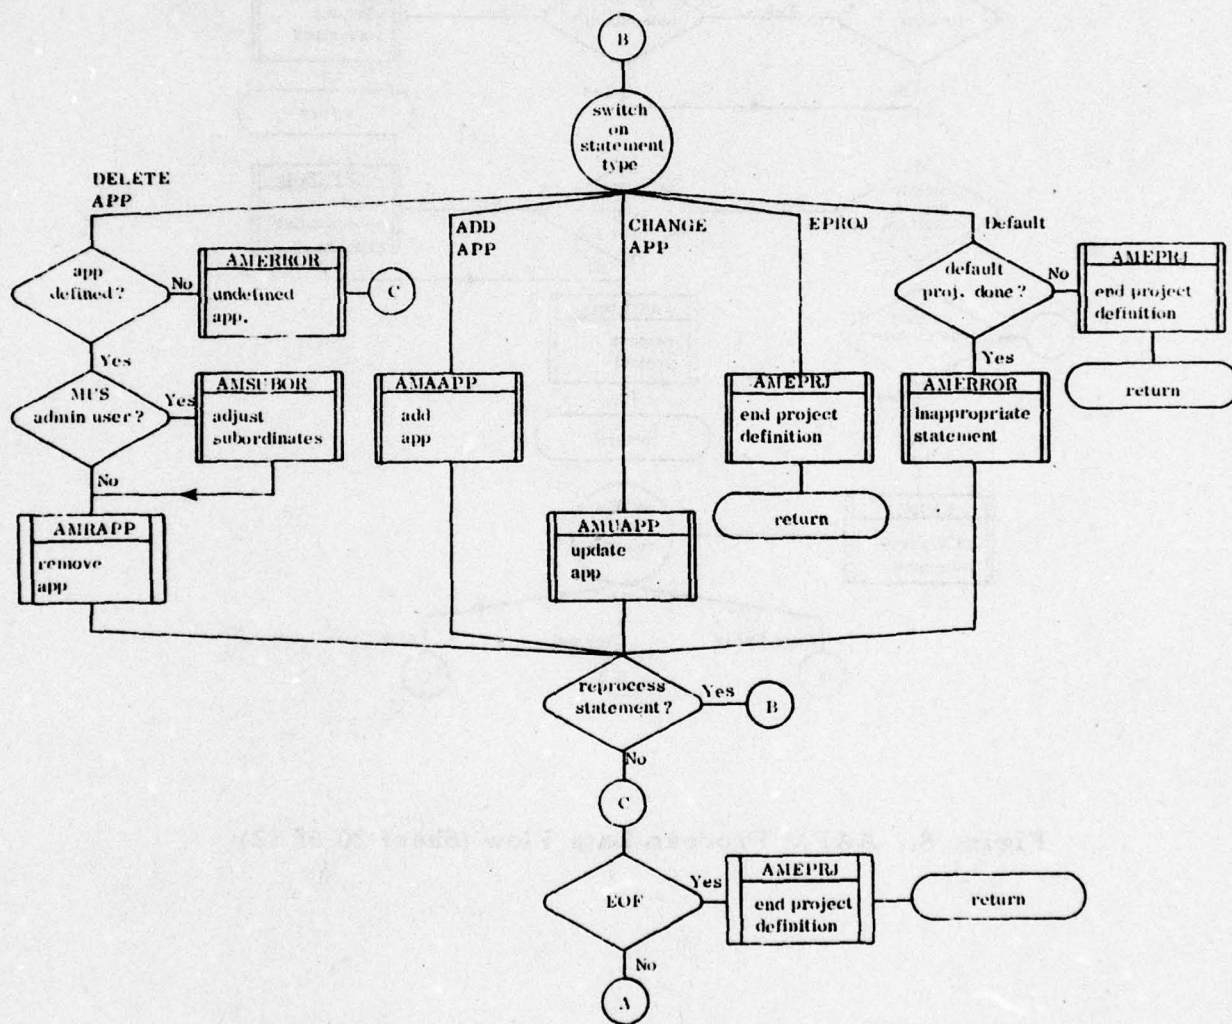 B
switch
on
statement
type
DELETE
APP
ADD
APP
CHANGE
APP
EPROJ
Default
app
defined?
No
AMERROR
undefined
app.
C
default
proj. done?
No
AMEPRJ
end project
definition
Yes
Yes
return
admin user?
Yes
AMSUBOR
adjust
subordinates
AMAAPP
add
app
AMEPRJ
end project
definition
AMERROR
Inappropriate
statement
No
return
AMRAPP
remove
app
AMUAPP
update
app
reprocess
statement?
Yes
B
No
C
EOF
Yes
AMEPRJ
end project
definition
return
No
A